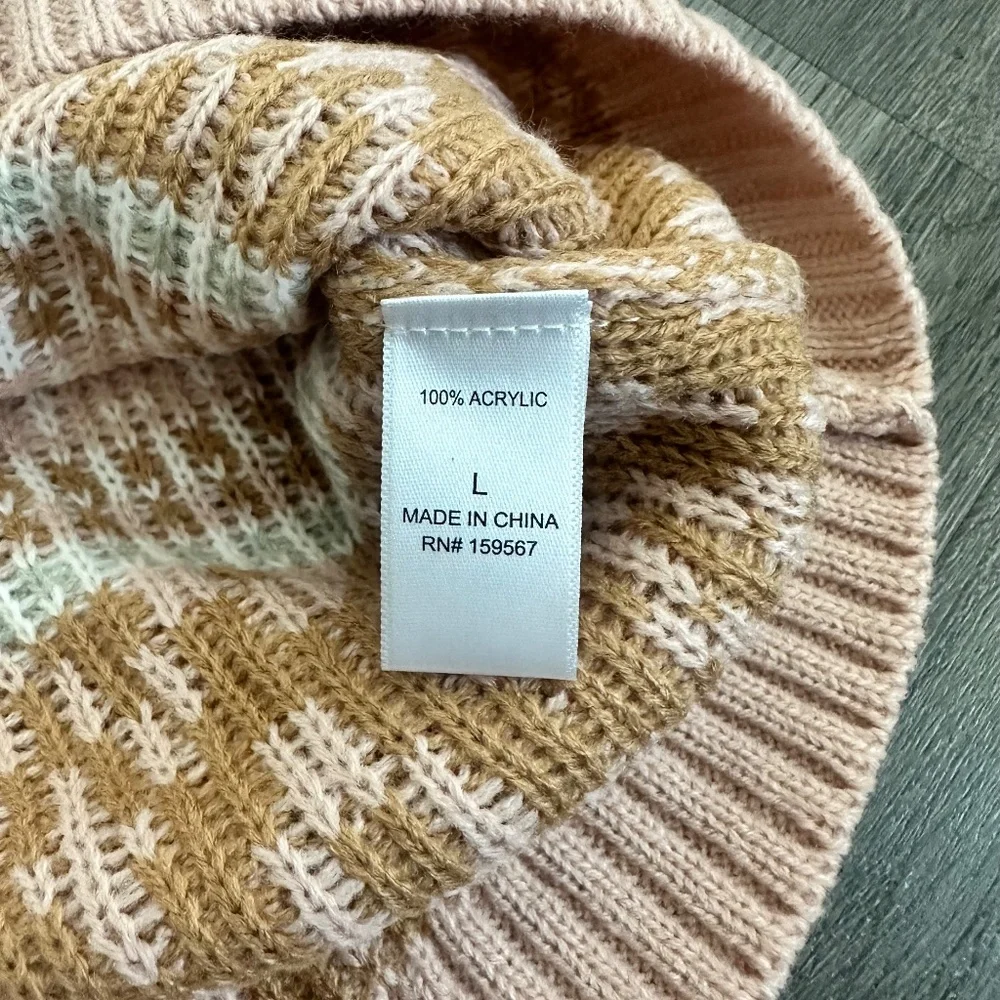 100% ACRYLIC
L
MADE IN CHINA
RN# 159567